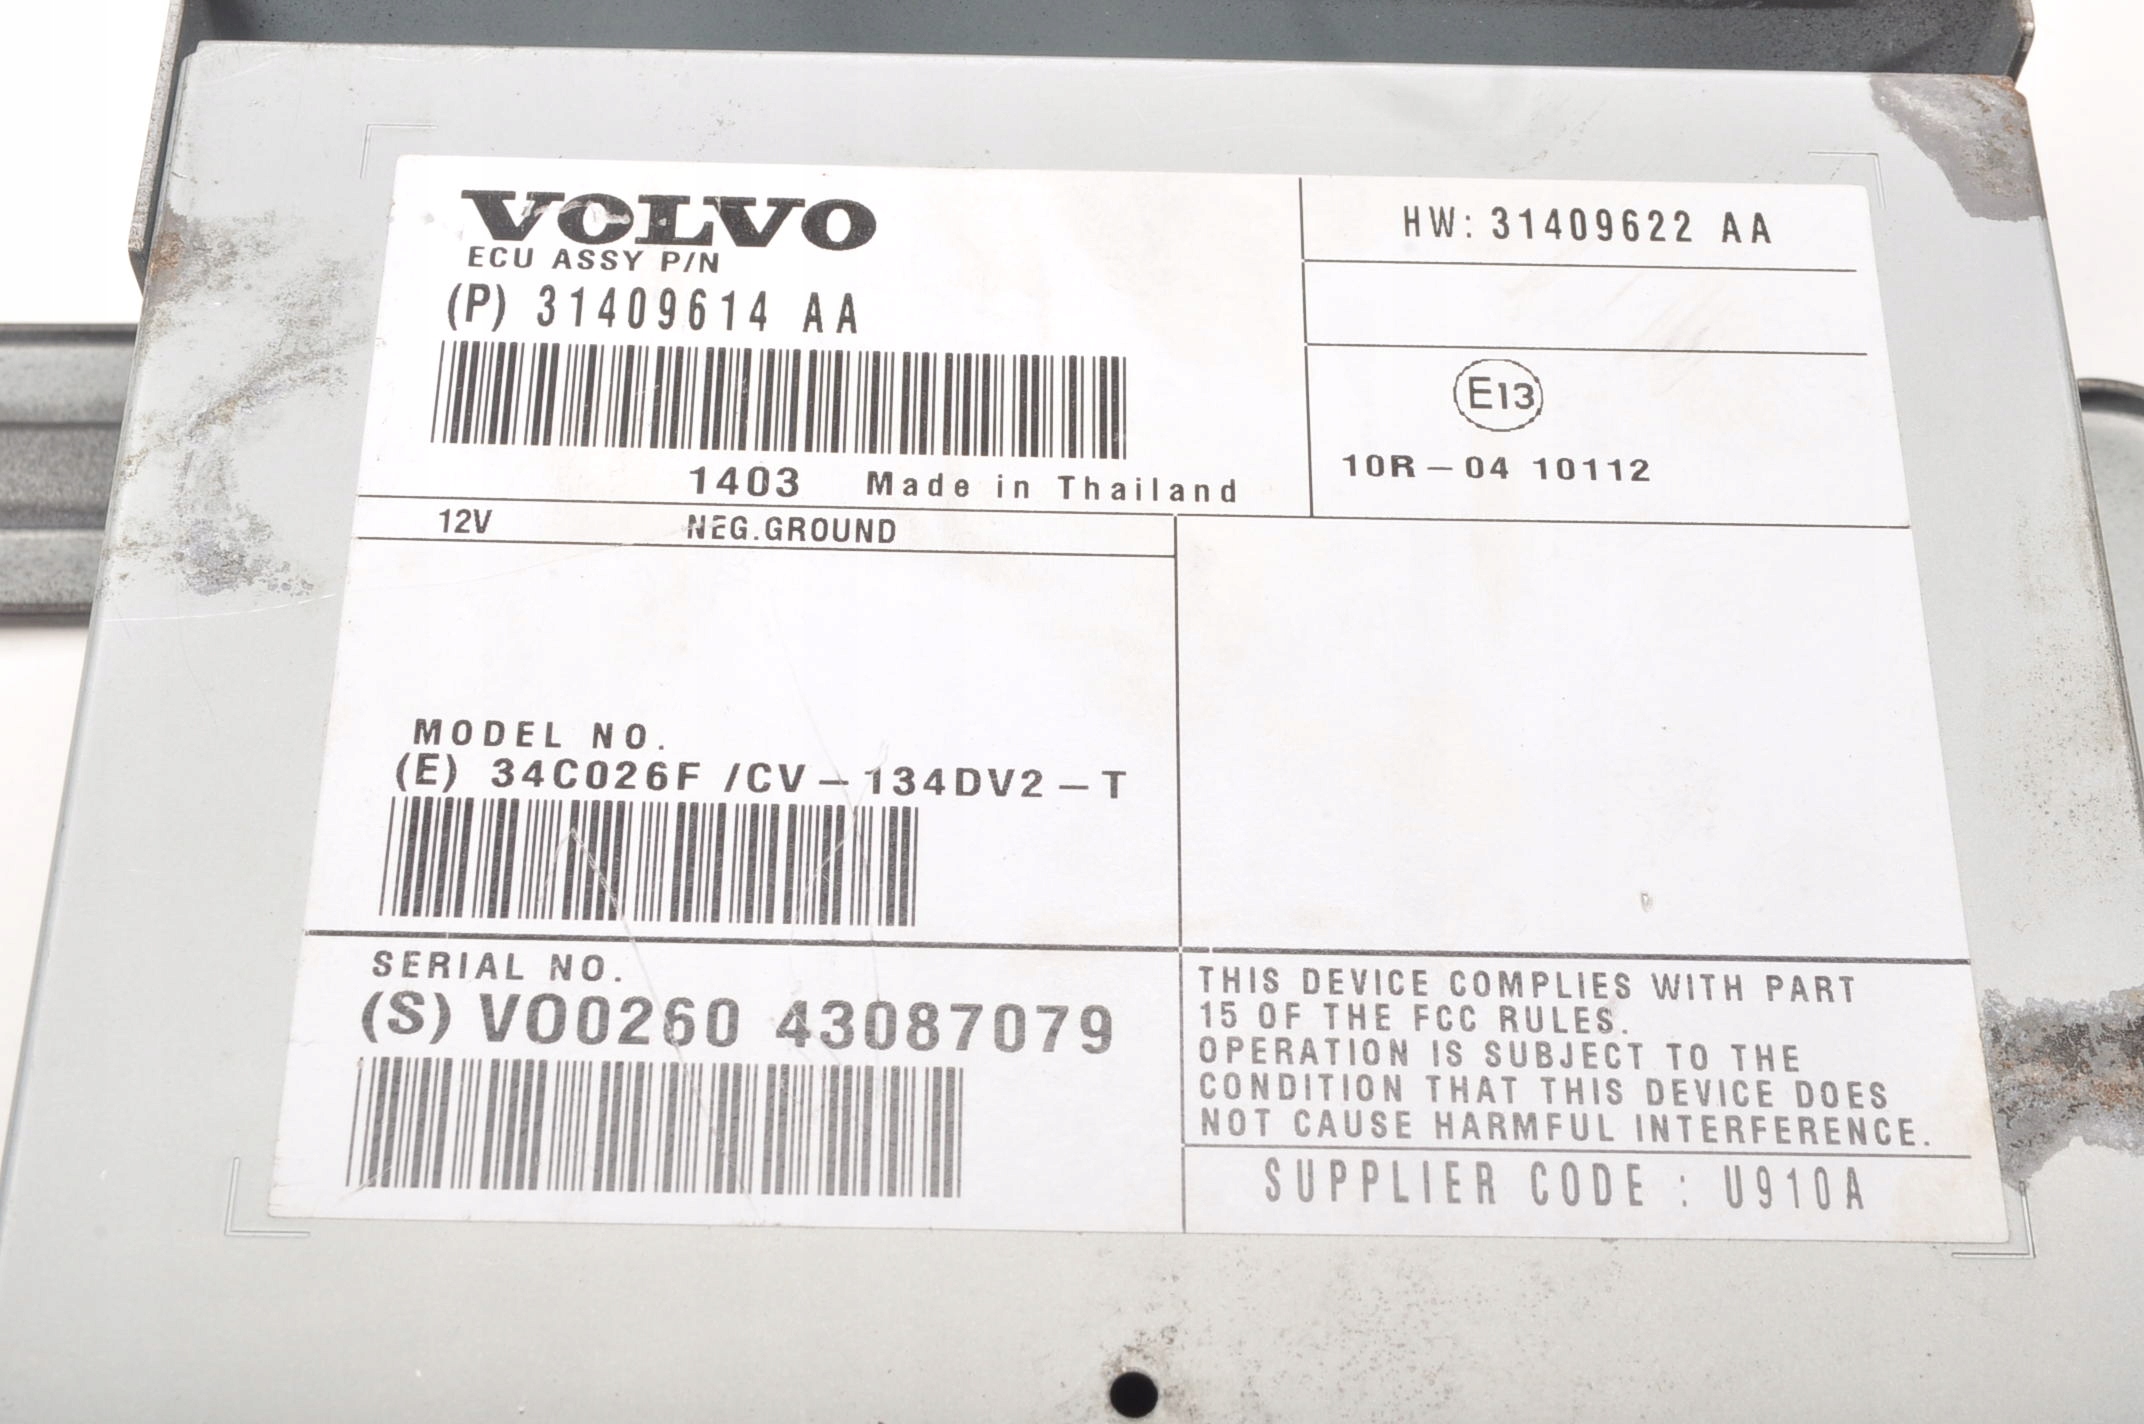 VOLVO
ECU ASSY P/N
(P) 31409614 AA
1403 Made in Thailand
HW: 31409622 AA
E13
10R-04 10112
12V NEG.GROUND
MODEL NO.
(E) 34C026F /CV-134DV2-T
SERIAL NO.
(S) VO0260 43087079
THIS DEVICE COMPLIES WITH PART
15 OF THE FCC RULES.
OPERATION IS SUBJECT TO THE
CONDITION THAT THIS DEVICE DOES
NOT CAUSE HARMFUL INTERFERENCE.
SUPPLIER CODE : U910A